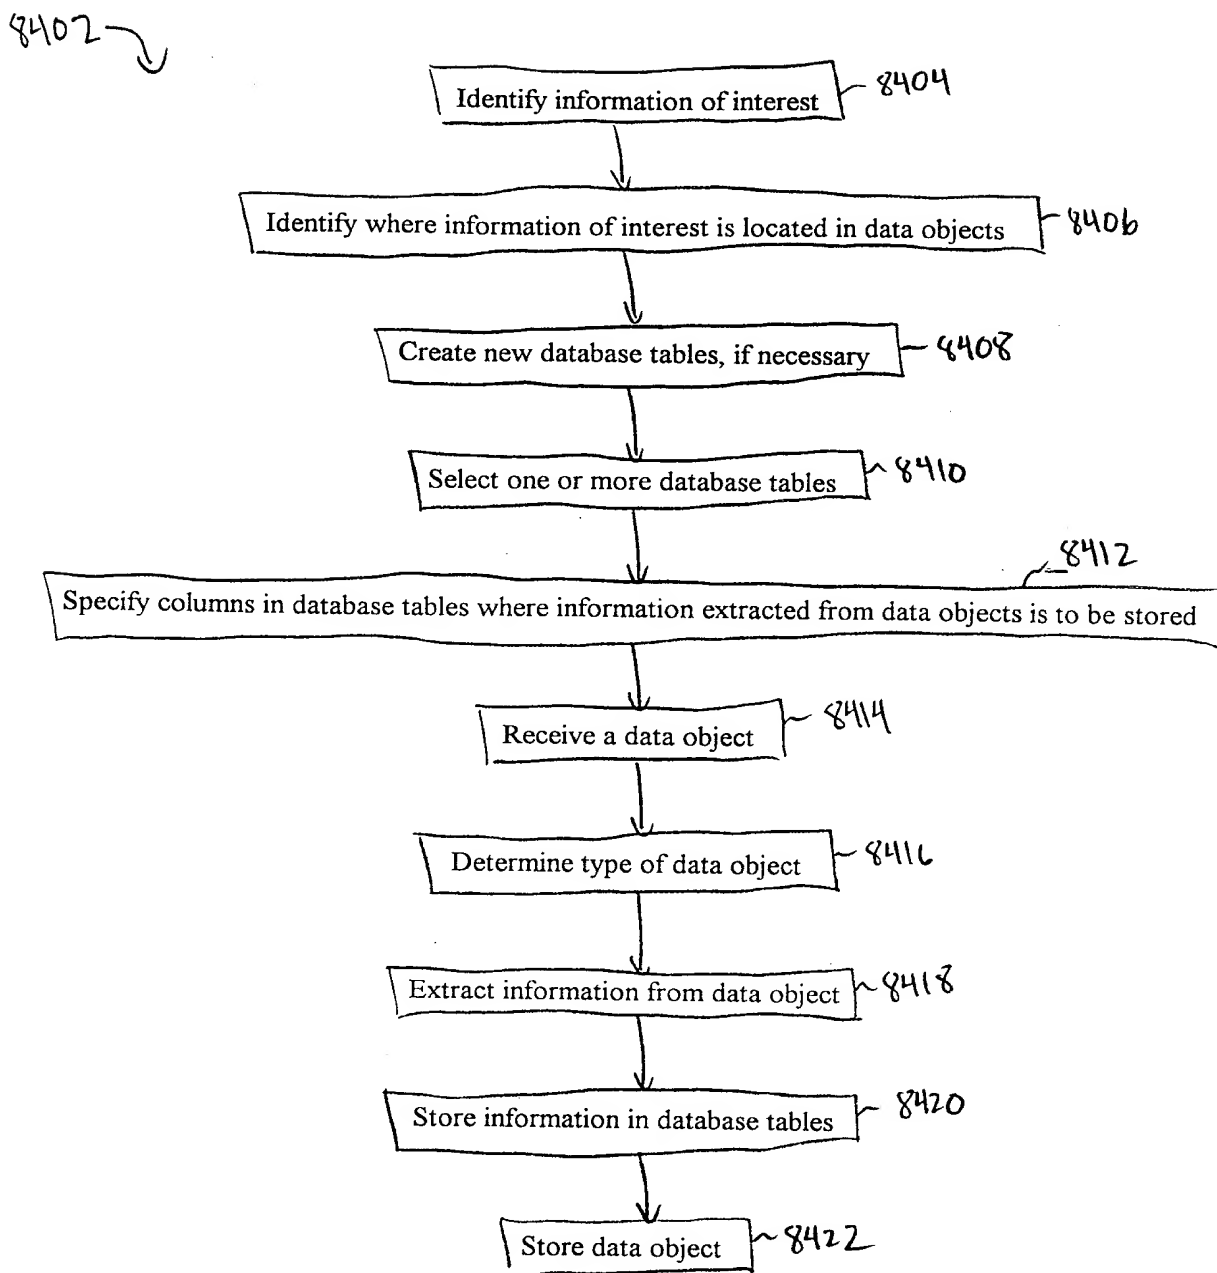 8402
Identify information of interest 8404
Identify where information of interest is located in data objects 8406
Create new database tables, if necessary 8408
Select one or more database tables 8410
8412
Specify columns in database tables where information extracted from data objects is to be stored
Receive a data object 8414
Determine type of data object 8416
Extract information from data object 8418
Store information in database tables 8420
Store data object 8422